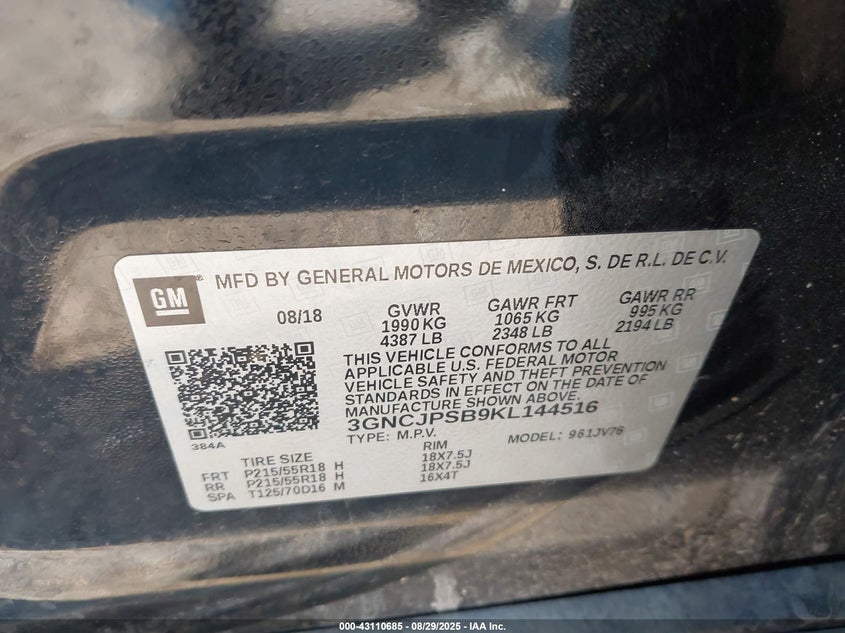 GM ® MFD BY GENERAL MOTORS DE MEXICO, S. DE R.L. DE C.V.
08/18 GVWR GAWR FRT GAWR RR
1990 KG 1065 KG 995 KG
4387 LB 2348 LB 2194 LB
THIS VEHICLE CONFORMS TO ALL
APPLICABLE U.S. FEDERAL MOTOR
VEHICLE SAFETY AND THEFT PREVENTION
STANDARDS IN EFFECT ON THE DATE OF
MANUFACTURE SHOWN ABOVE.
3GNCJPSB9KL144516
384A TYPE: M.P.V. MODEL: 961JV76
TIRE SIZE RIM
FRT P215/55R18 H 18X7.5J
RR P215/55R18 H 18X7.5J
SPA T125/70D16 M 16X4T
000-43110685 - 08/29/2025 - IAA Inc.